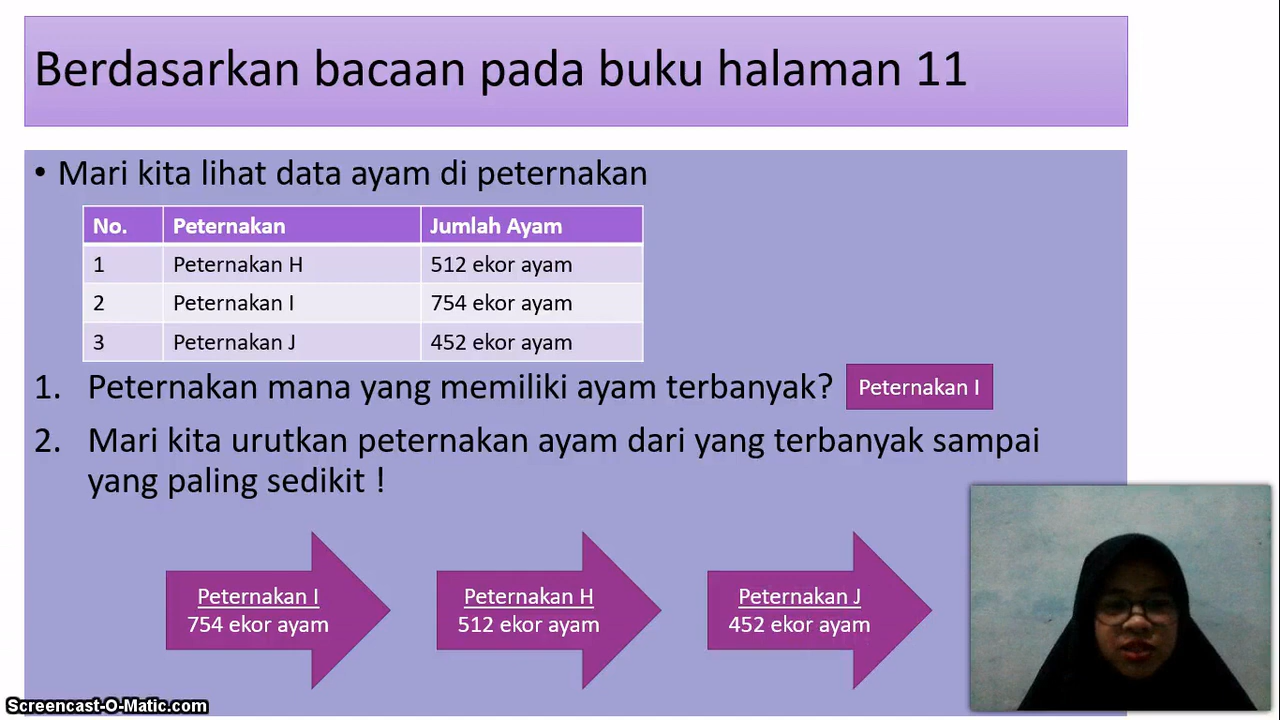 Berdasarkan bacaan pada buku halaman 11
• Mari kita lihat data ayam di peternakan
No. Peternakan Jumlah Ayam
1 Peternakan H 512 ekor ayam
2 Peternakan I 754 ekor ayam
3 Peternakan J 452 ekor ayam
1. Peternakan mana yang memiliki ayam terbanyak? Peternakan I
2. Mari kita urutkan peternakan ayam dari yang terbanyak sampai
yang paling sedikit !
Peternakan I
754 ekor ayam
Peternakan H
512 ekor ayam
Peternakan J
452 ekor ayam
Screencast-O-Matic.com